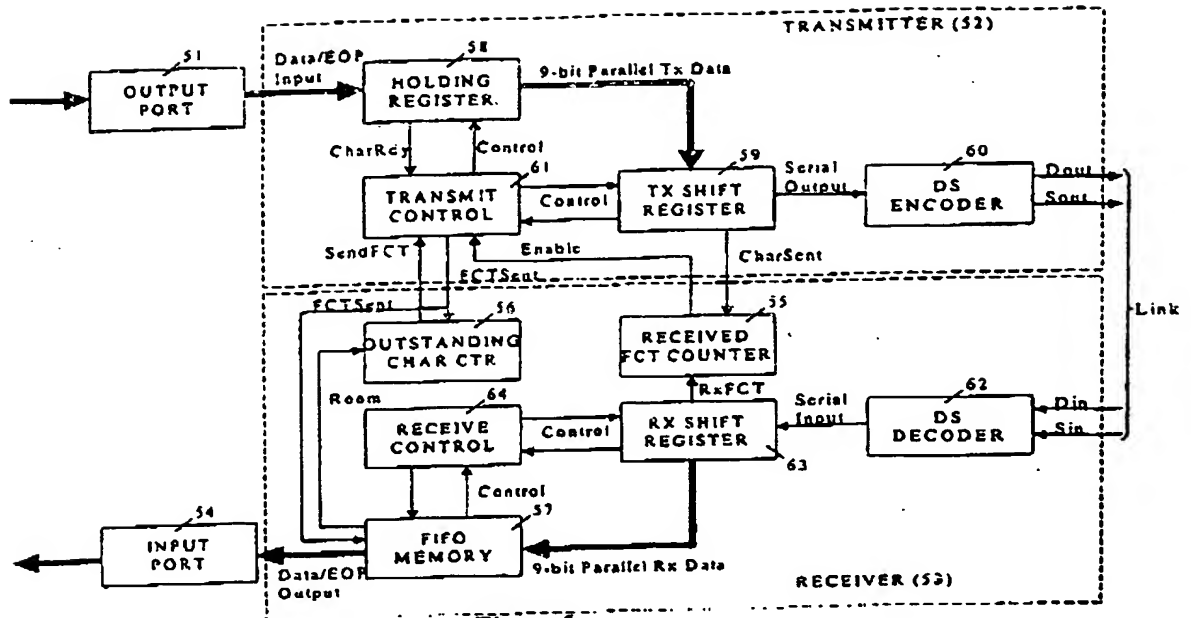 TRANSMITTER (52)
51
OUTPUT
PORT
Data/EOP
Input
58
HOLDING
REGISTER.
9-bit Parallel Tx Data
CharRdy
Control
61
TRANSMIT
CONTROL
Control
59
TX SHIFT
REGISTER
Serial
Output
60
DS
ENCODER
Dout
Sout
SendFCT
Enable
CharSent
FCTSent
FCTSent
56
OUTSTANDING
CHAR CTR
55
RECEIVED
FCT COUNTER
Link
Room
RxFCT
64
RECEIVE
CONTROL
Control
RX SHIFT
REGISTER
63
Serial
Input
62
DS
DECODER
Din
Sin
Control
57
FIFO
MEMORY
54
INPUT
PORT
Data/EOP
Output
9-bit Parallel Rx Data
RECEIVER (53)